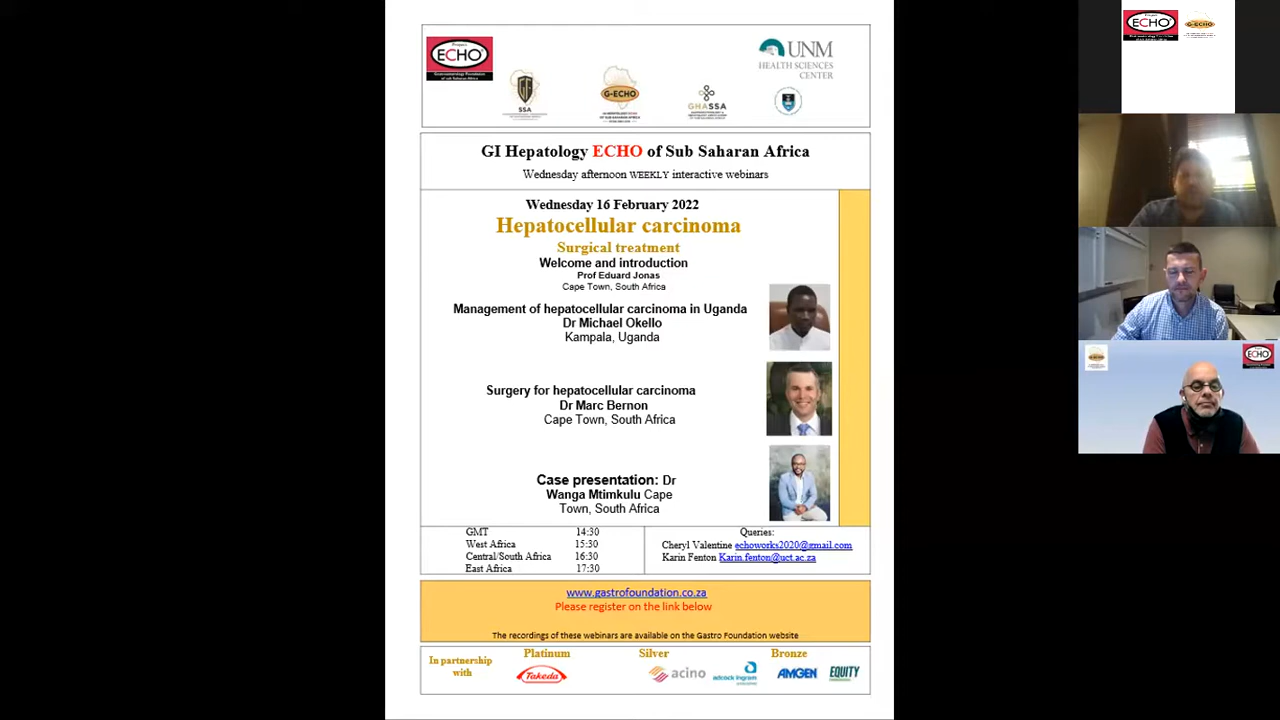 Project
ECHO
UNM
HEALTH SCIENCES
CENTER
SSA
G-ECHO
GHASSA
GI Hepatology ECHO of Sub Saharan Africa
Wednesday afternoon WEEKLY interactive webinars
Wednesday 16 February 2022
Hepatocellular carcinoma
Surgical treatment
Welcome and introduction
Prof Eduard Jonas
Cape Town, South Africa
Management of hepatocellular carcinoma in Uganda
Dr Michael Okello
Kampala, Uganda
Surgery for hepatocellular carcinoma
Dr Marc Bernon
Cape Town, South Africa
Case presentation: Dr
Wanga Mtimkulu Cape
Town, South Africa
GMT 14:30
West Africa 15:30
Central/South Africa 16:30
East Africa 17:30
Queries:
Cheryl Valentine echoworks2020@gmail.com
Karin Fenton Karin.fenton@uct.ac.za
www.gastrofoundation.co.za
Please register on the link below
The recordings of these webinars are available on the Gastro Foundation website
In partnership
with
Platinum
Takeda
Silver
acino
adcock ingram
Bronze
AMGEN
EQUITY
ECHO
G-ECHO
ECHO